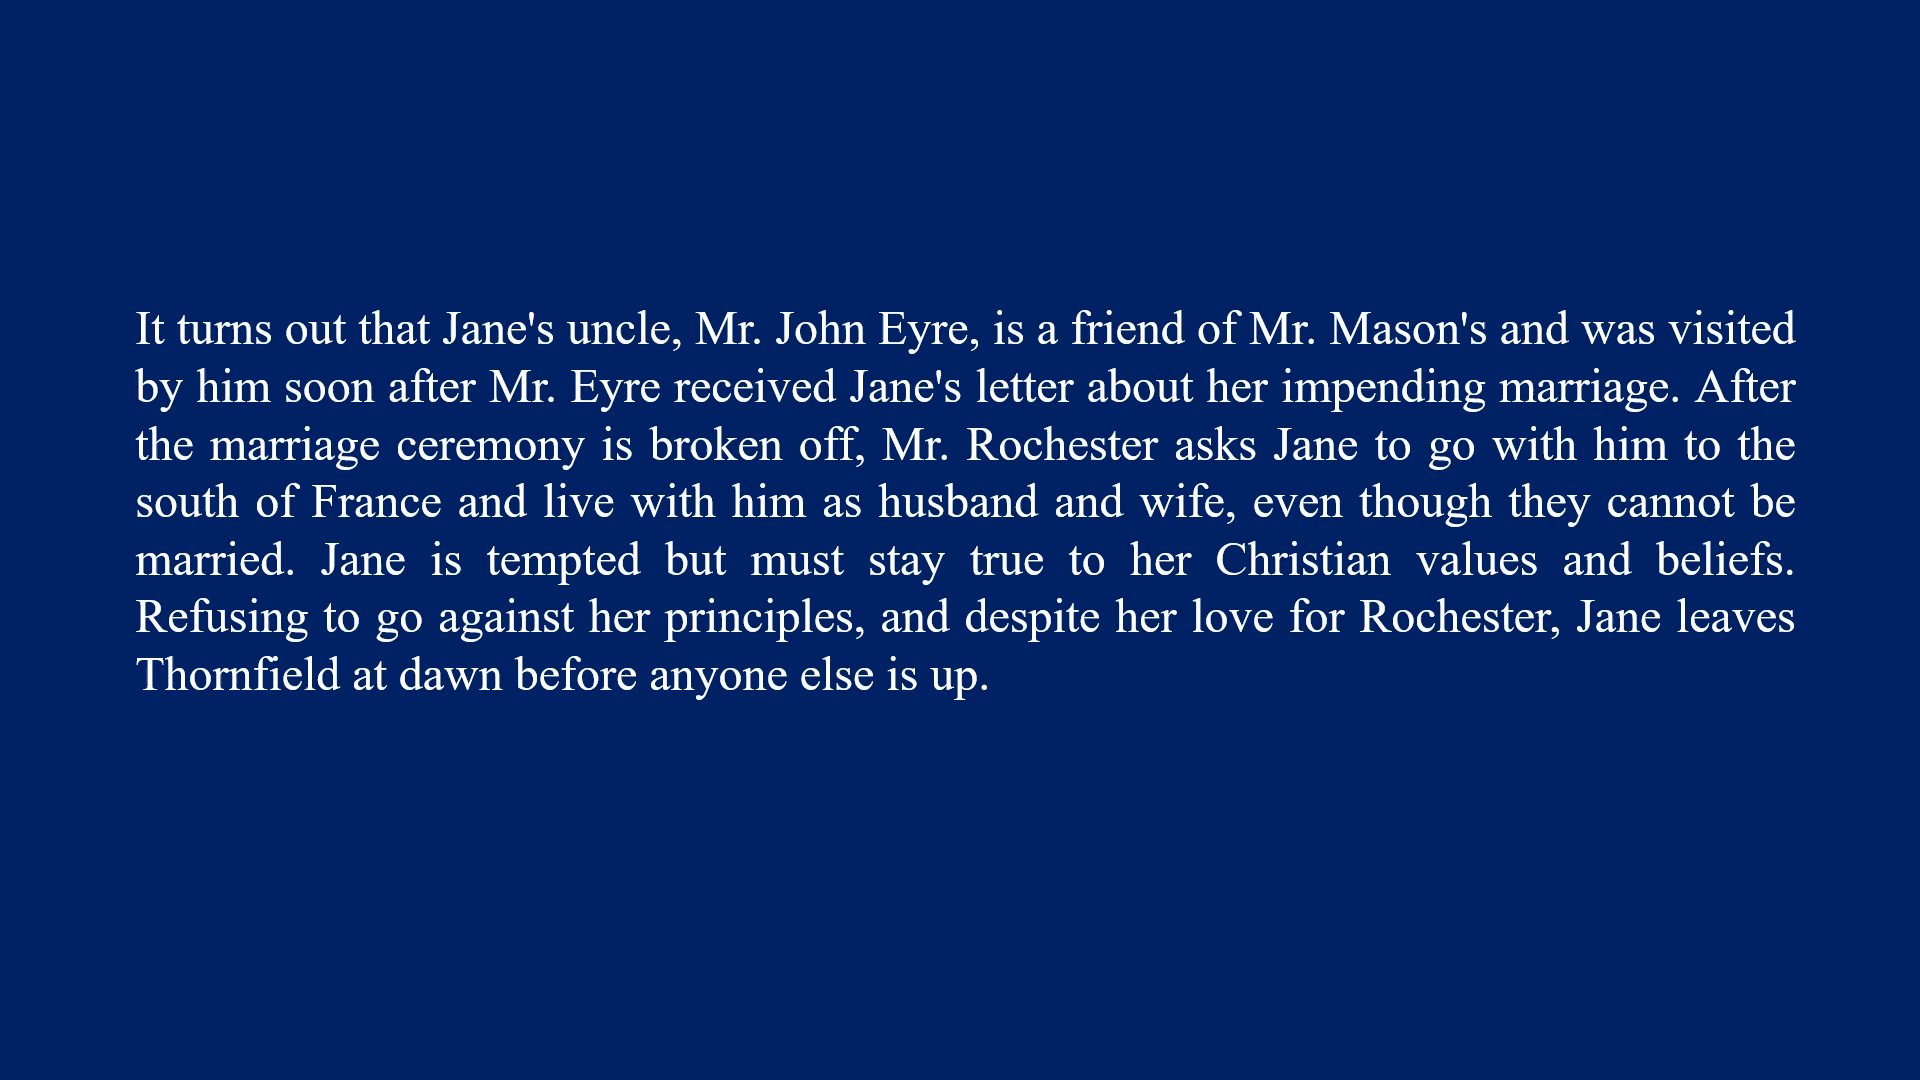 It turns out that Jane's uncle, Mr. John Eyre, is a friend of Mr. Mason's and was visited
by him soon after Mr. Eyre received Jane's letter about her impending marriage. After
the marriage ceremony is broken off, Mr. Rochester asks Jane to go with him to the
south of France and live with him as husband and wife, even though they cannot be
married. Jane is tempted but must stay true to her Christian values and beliefs.
Refusing to go against her principles, and despite her love for Rochester, Jane leaves
Thornfield at dawn before anyone else is up.